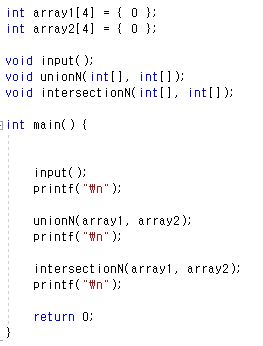 int array1[4] = { 0 };
int array2[4] = { 0 };
void input();
void unionN(int[], int[]);
void intersectionN(int[], int[]);
int main() {
input();
printf("₩n");
unionN(array1, array2);
printf("₩n");
intersectionN(array1, array2);
printf("₩n");
return 0;
}